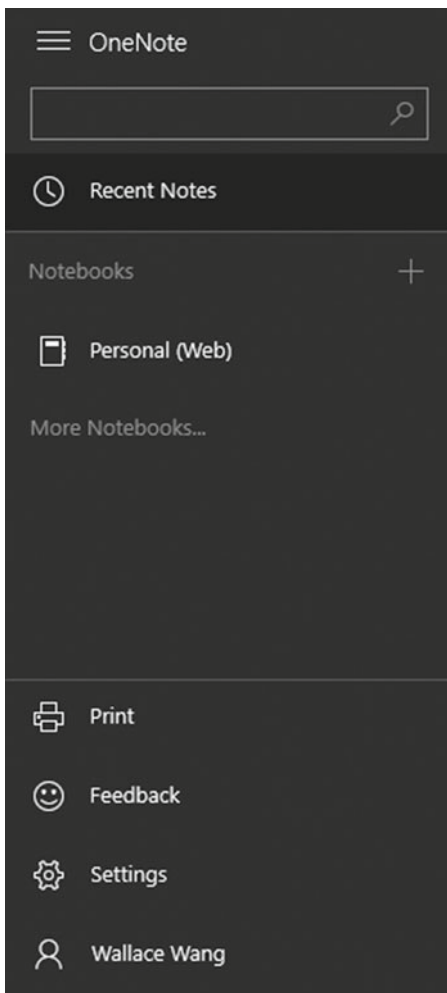 OneNote
Recent Notes
Notebooks
Personal (Web)
More Notebooks...
Print
Feedback
Settings
Wallace Wang